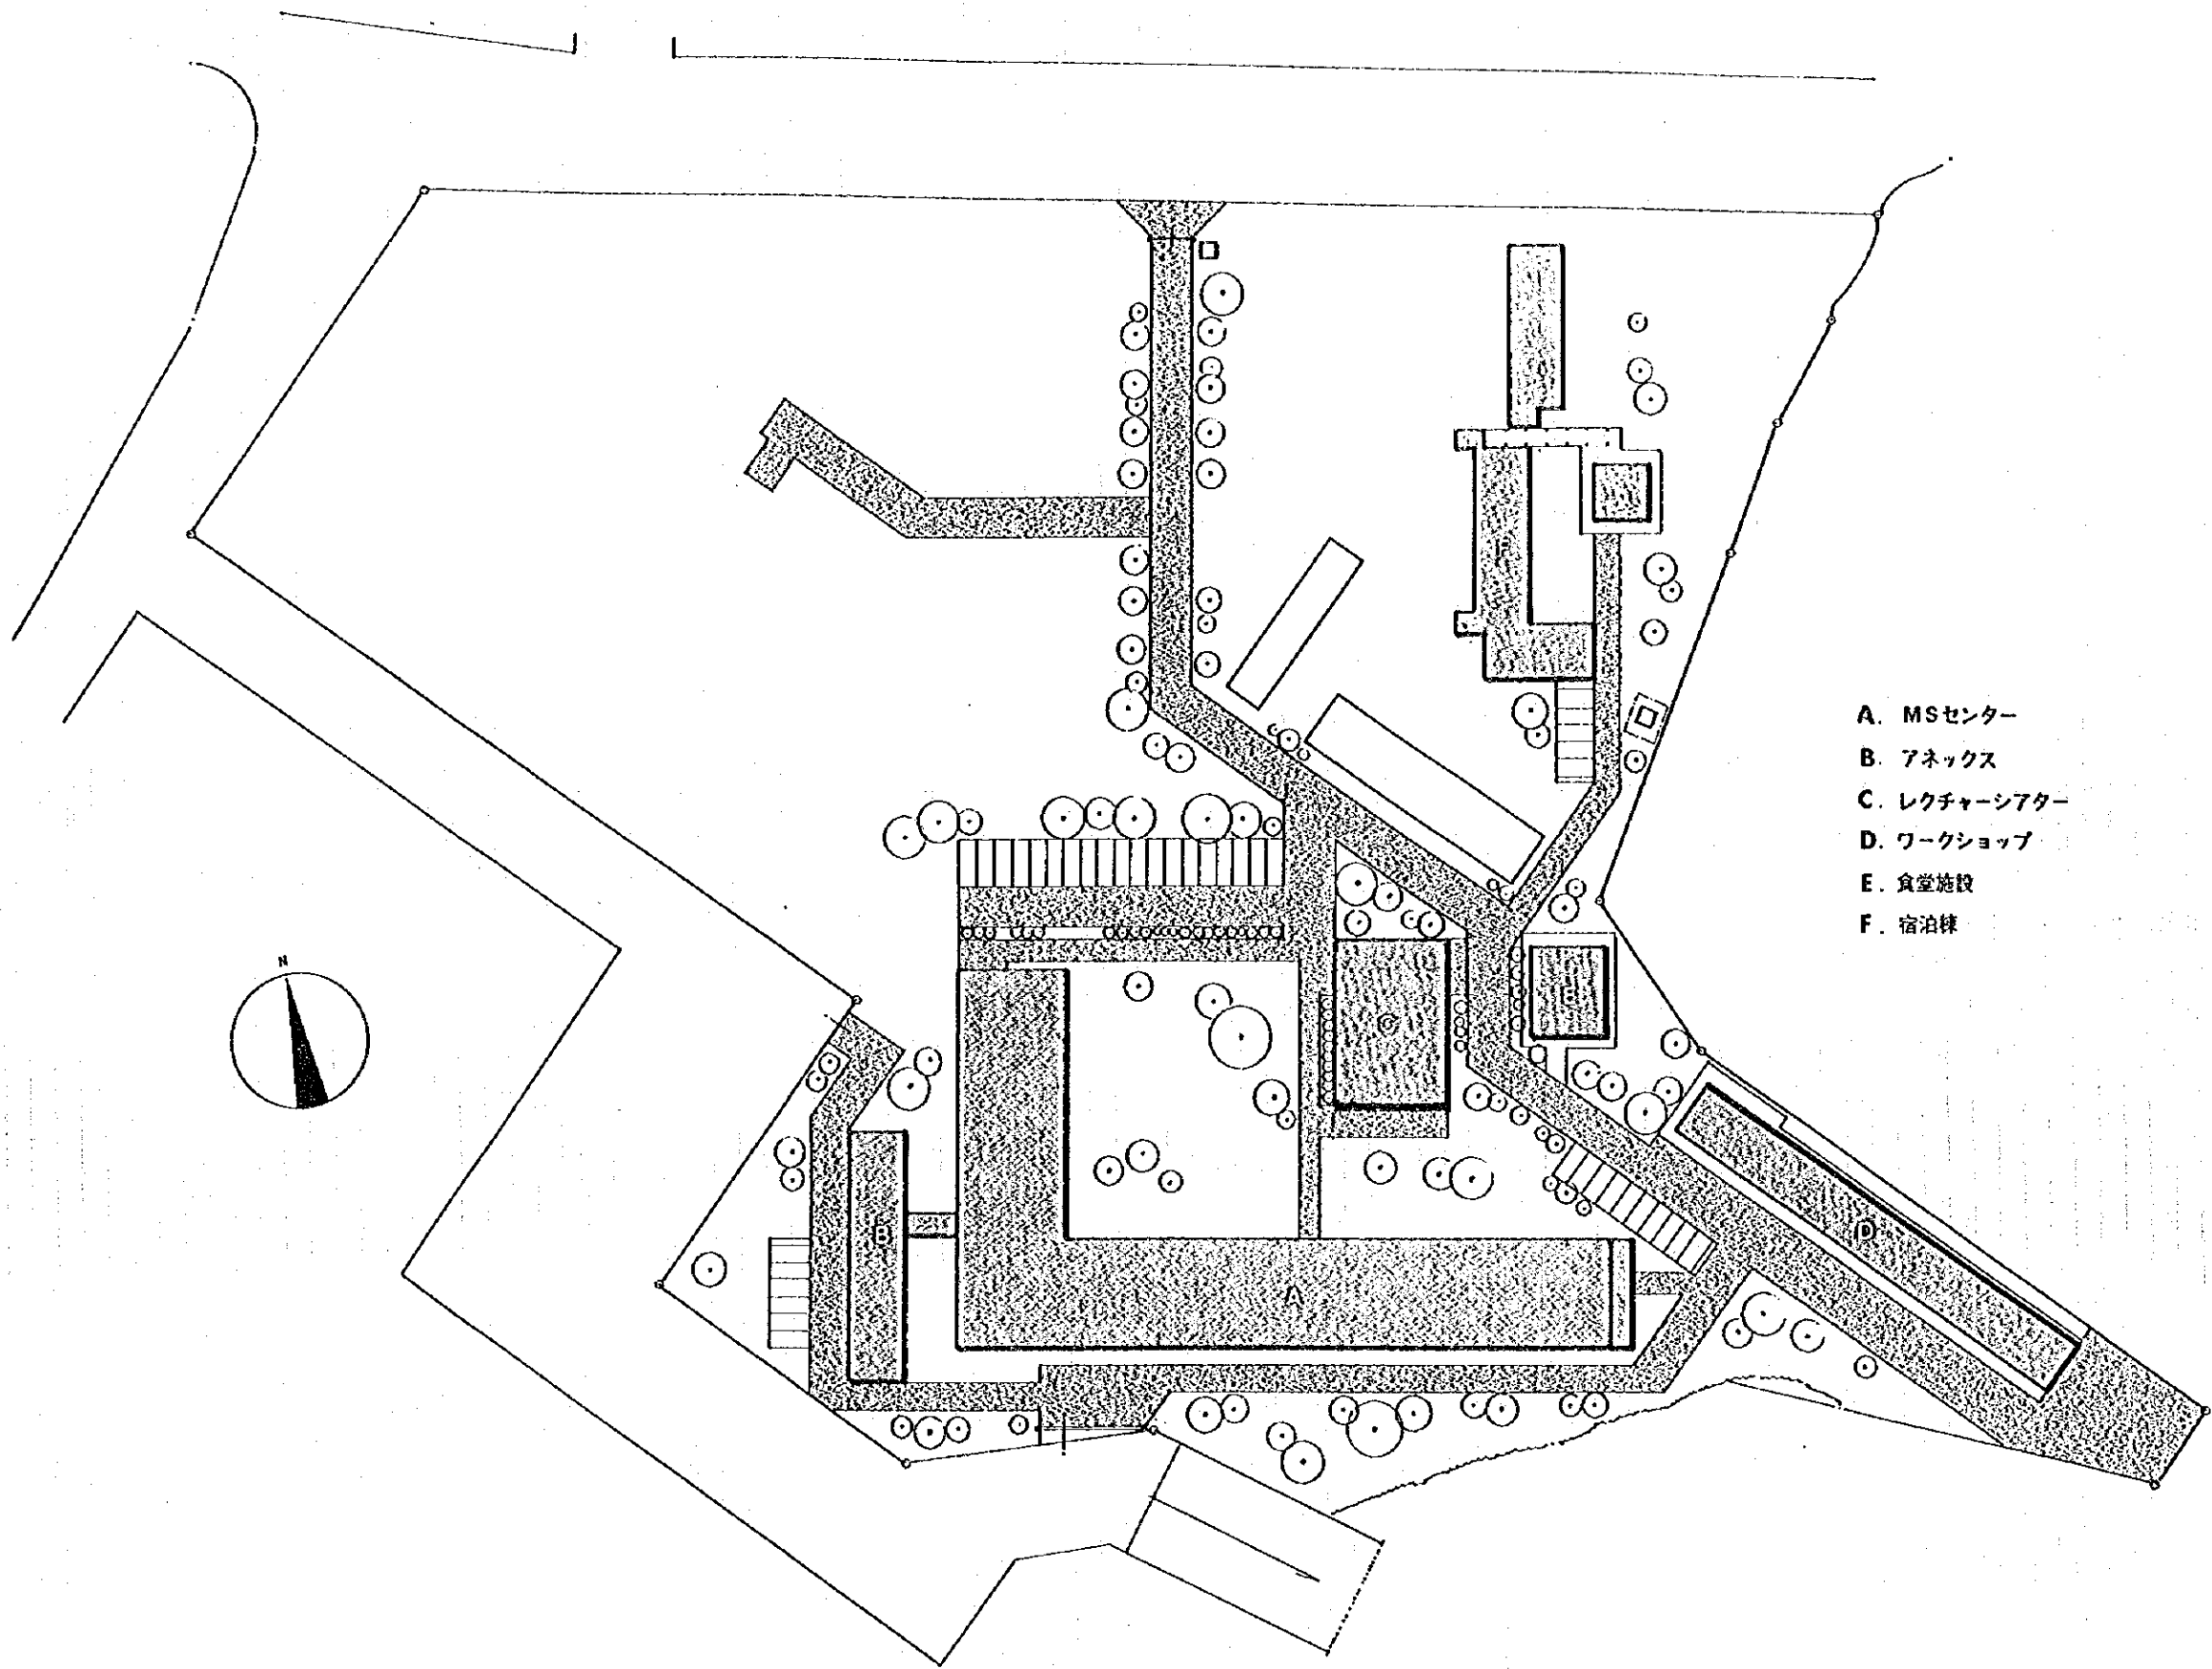 F
A. MSセンター
B. アネックス
C. レクチャーシアター
D. ワークショップ
E. 食堂施設
F. 宿泊棟
N
C
E
B
D
A